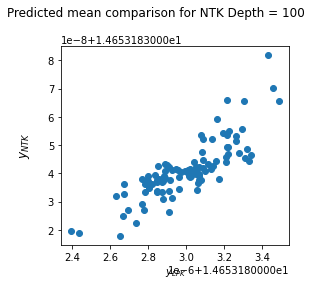 Predicted mean comparison for NTK Depth = 100
1e−8+1.4653183000e1
8
7
6
5
4
3
2
y_NTK
2.4 2.6 2.8 3.0 3.2 3.4
1e−6+1.4653180000e1